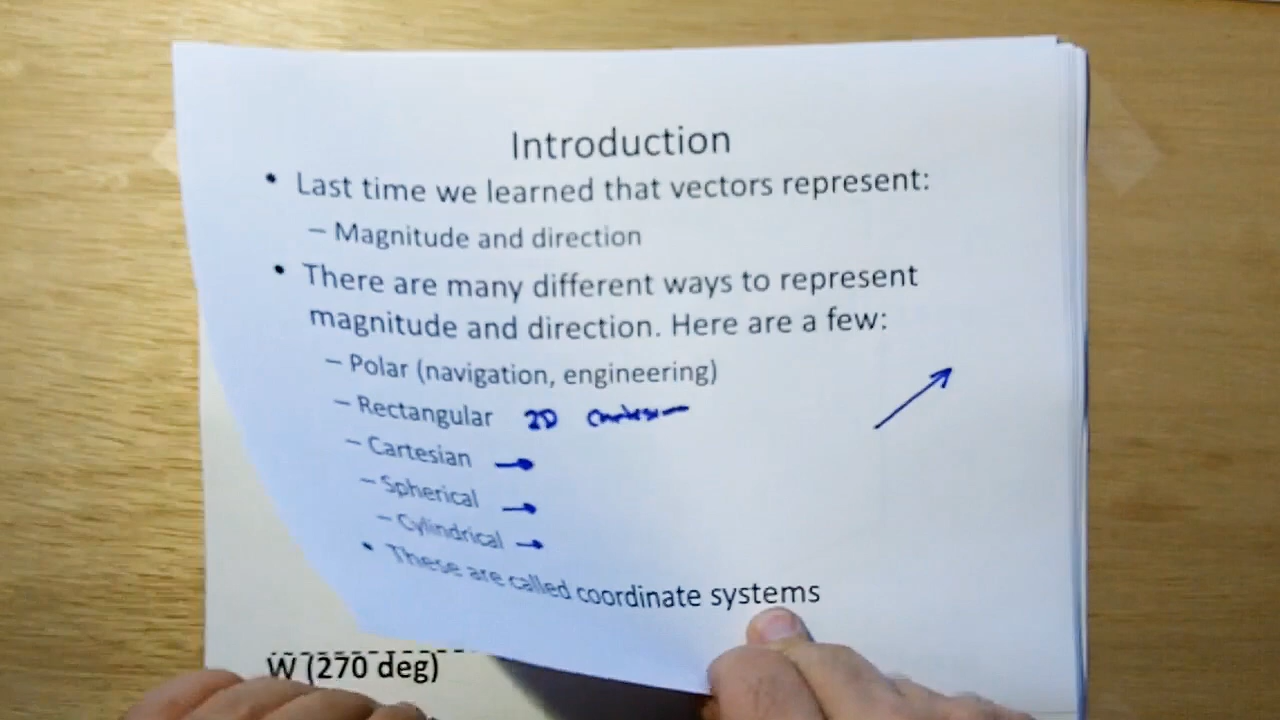 Introduction
• Last time we learned that vectors represent:
– Magnitude and direction
• There are many different ways to represent
magnitude and direction. Here are a few:
– Polar (navigation, engineering)
– Rectangular 2D Cartesian
– Cartesian
– Spherical
– Cylindrical
• These are called coordinate systems
W (270 deg)